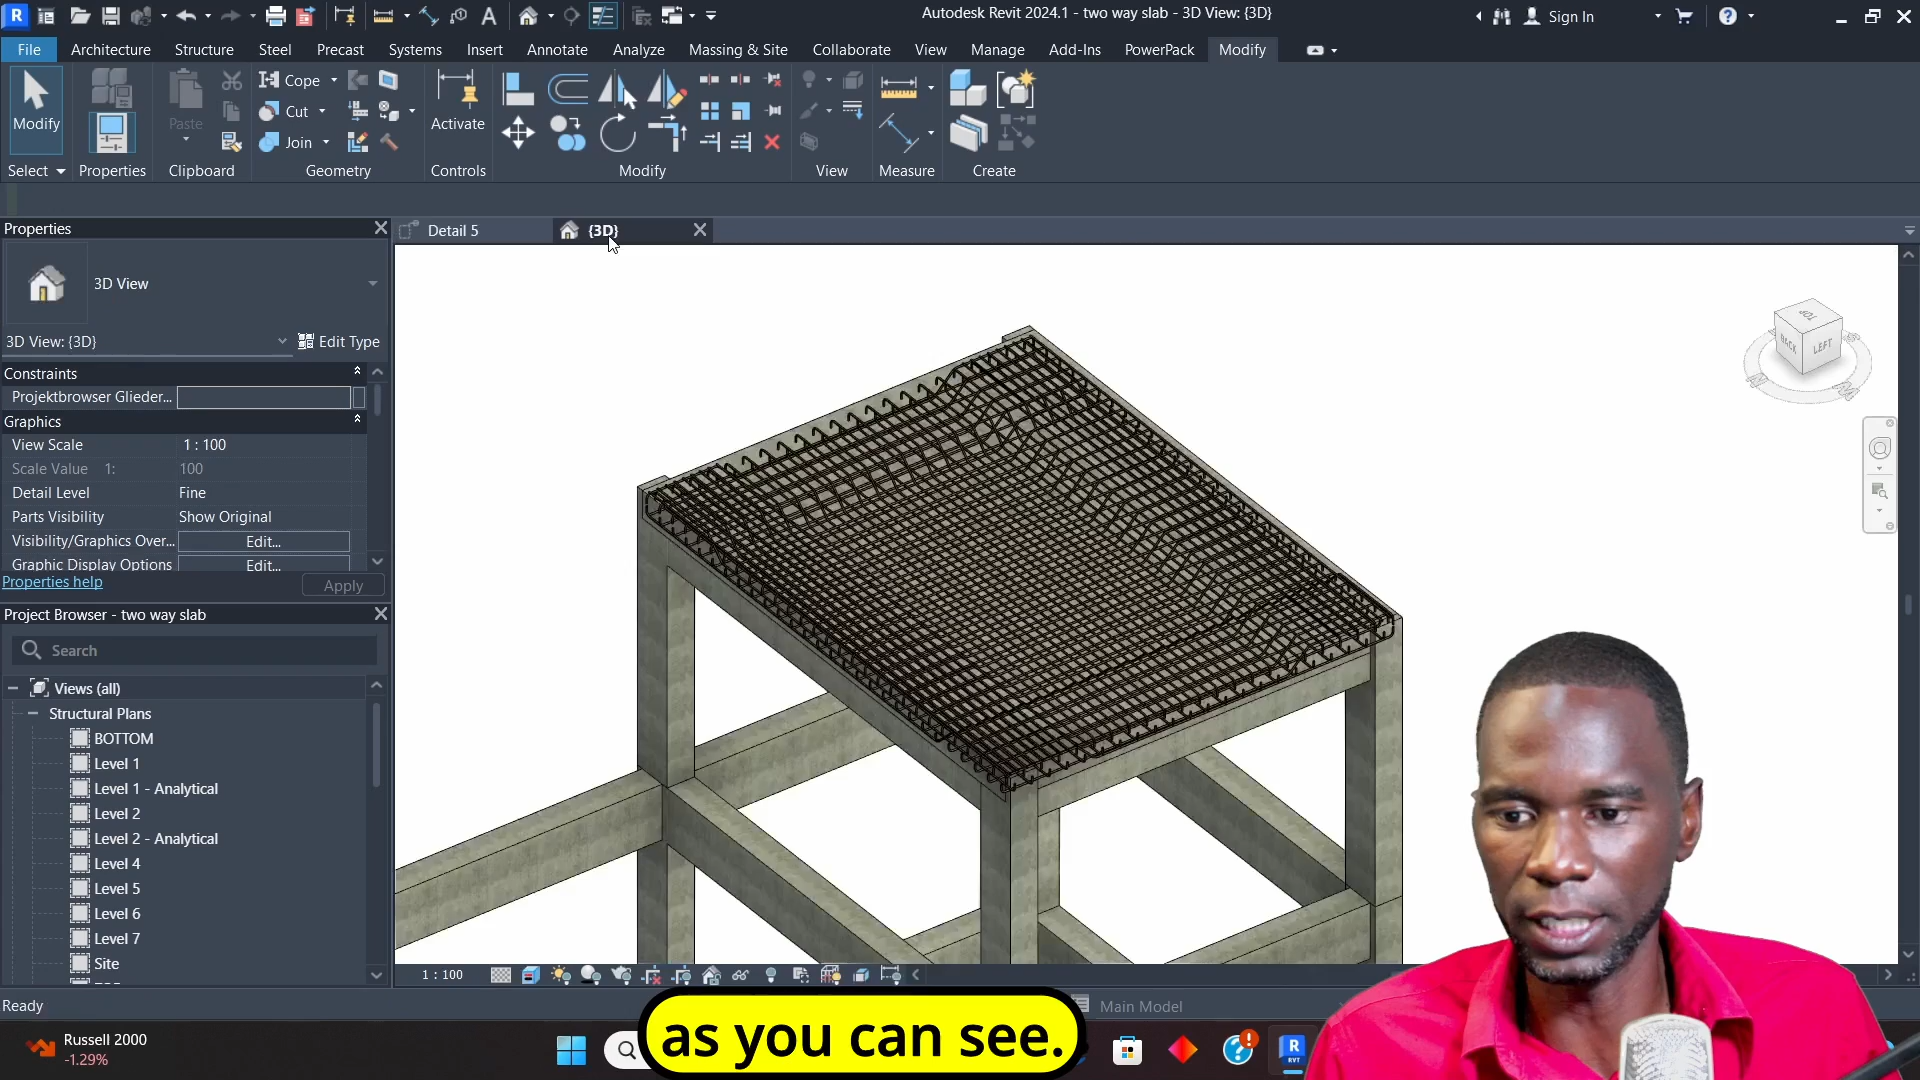 Autodesk Revit 2024.1 - two way slab - 3D View: {3D}
Sign In
File Architecture Structure Steel Precast Systems Insert Annotate Analyze Massing & Site Collaborate View Manage Add-Ins PowerPack Modify
Modify
Paste
Cope
Cut
Join
Activate
Select Properties Clipboard Geometry Controls Modify View Measure Create
Properties
Detail 5
{3D}
3D View
3D View: {3D}
Edit Type
Constraints
Projektbrowser Glieder...
Graphics
View Scale 1 : 100
Scale Value 1: 100
Detail Level Fine
Parts Visibility Show Original
Visibility/Graphics Over... Edit...
Graphic Display Options Edit...
Properties help
Apply
Project Browser - two way slab
Search
Views (all)
Structural Plans
BOTTOM
Level 1
Level 1 - Analytical
Level 2
Level 2 - Analytical
Level 4
Level 5
Level 6
Level 7
Site
TOP
BACK
LEFT
1 : 100
Ready
Main Model
as you can see.
Russell 2000
-1.29%
R
RVT